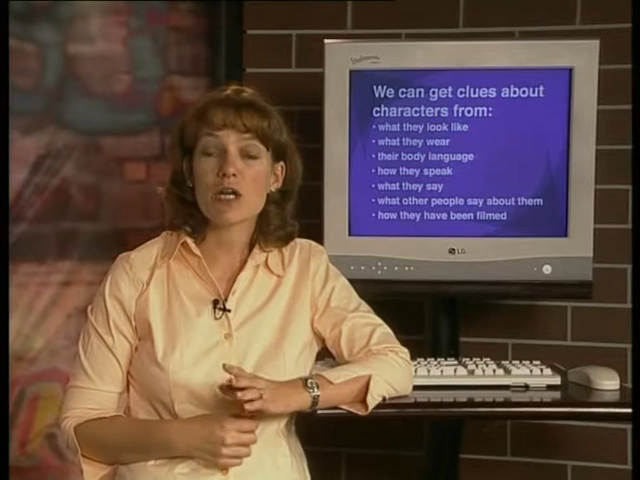 We can get clues about
characters from:
• what they look like
• what they wear
• their body language
• how they speak
• what they say
• what other people say about them
• how they have been filmed
LG